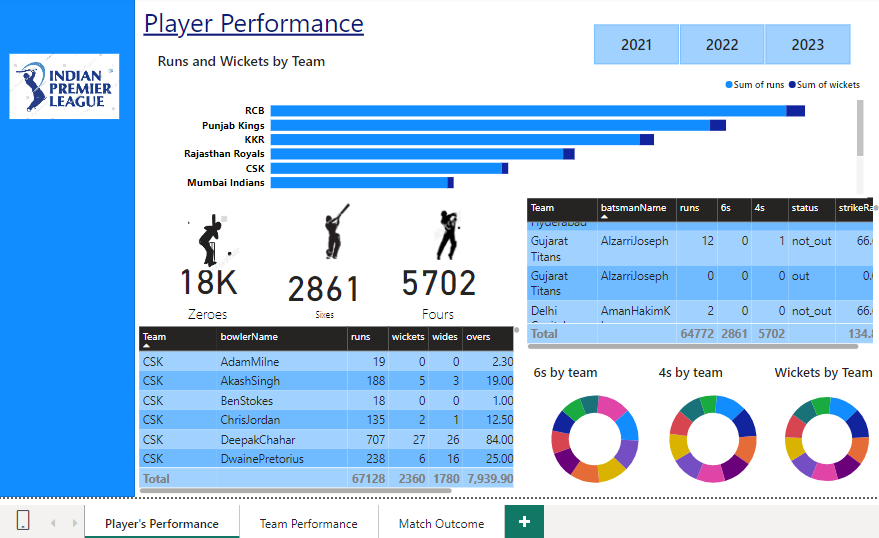 Player Performance
2021 2022 2023
INDIAN
PREMIER
LEAGUE
Runs and Wickets by Team
Sum of runs Sum of wickets
RCB
Punjab Kings
KKR
Rajasthan Royals
CSK
Mumbai Indians
18K
Zeroes
2861
Sixes
5702
Fours
Team batsmanName runs 6s 4s status strikeRa
Hyderabad
Gujarat AlzarriJoseph 12 0 1 not_out 66.
Titans
Gujarat AlzarriJoseph 0 0 0 out 0.
Titans
Delhi AmanHakimK 2 0 0 not_out 66.
Total 64772 2861 5702 134.8
Team bowlerName runs wickets wides overs
CSK AdamMilne 19 0 0 2.30
CSK AkashSingh 188 5 3 19.00
CSK BenStokes 18 0 0 1.00
CSK ChrisJordan 135 2 1 12.50
CSK DeepakChahar 707 27 26 84.00
CSK DwainePretorius 238 6 16 25.00
Total 67128 2360 1780 7,939.90
6s by team 4s by team Wickets by Team
Player's Performance Team Performance Match Outcome +